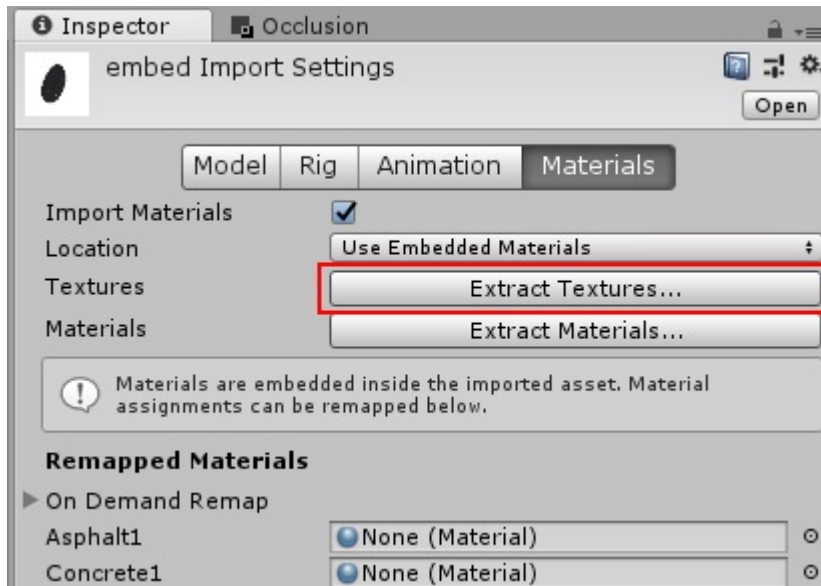 Inspector Occlusion
embed Import Settings
Open
Model Rig Animation Materials
Import Materials
Location Use Embedded Materials
Textures Extract Textures...
Materials Extract Materials...
Materials are embedded inside the imported asset. Material
assignments can be remapped below.
Remapped Materials
On Demand Remap
Asphalt1 None (Material)
Concrete1 None (Material)